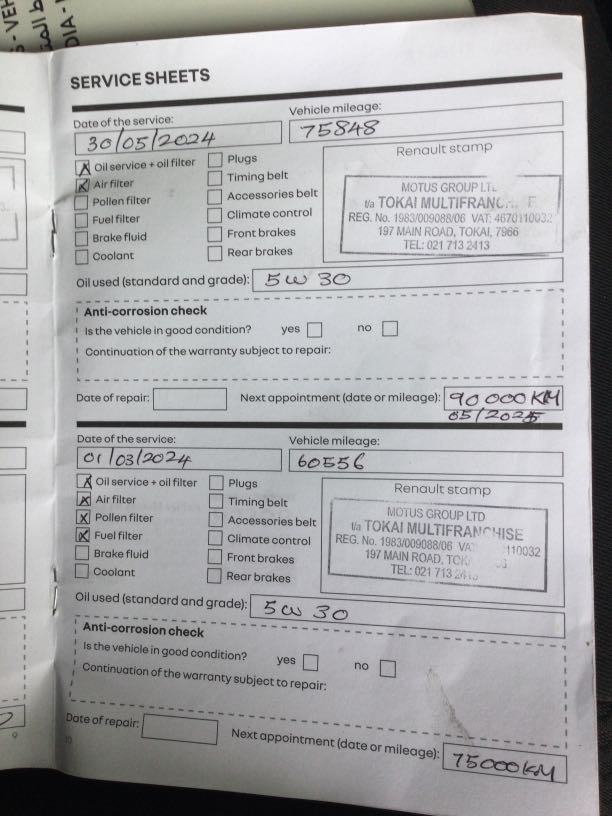 SERVICE SHEETS
Date of the service:
30/05/2024
Vehicle mileage:
75848
X Oil service + oil filter
X Air filter
Pollen filter
Fuel filter
Brake fluid
Coolant
Plugs
Timing belt
Accessories belt
Climate control
Front brakes
Rear brakes
Renault stamp
MOTUS GROUP LT
t/a TOKAI MULTIFRANC
REG. No. 1983/009088/06 VAT: 4670110032
197 MAIN ROAD, TOKAI, 7966
TEL: 021 713 2413
Oil used (standard and grade): 5W 30
Anti-corrosion check
Is the vehicle in good condition? yes no
Continuation of the warranty subject to repair:
Date of repair:
Next appointment (date or mileage): 90 000 KM
05/2025
Date of the service:
01/03/2024
Vehicle mileage:
60556
X Oil service + oil filter
X Air filter
X Pollen filter
X Fuel filter
Brake fluid
Coolant
Plugs
Timing belt
Accessories belt
Climate control
Front brakes
Rear brakes
Renault stamp
MOTUS GROUP LTD
t/a TOKAI MULTIFRANCHISE
REG. No. 1983/009088/06 VA 110032
197 MAIN ROAD, TOK
TEL: 021 713
Oil used (standard and grade): 5W 30
Anti-corrosion check
Is the vehicle in good condition? yes no
Continuation of the warranty subject to repair:
Date of repair:
Next appointment (date or mileage): 75000KM
9
10